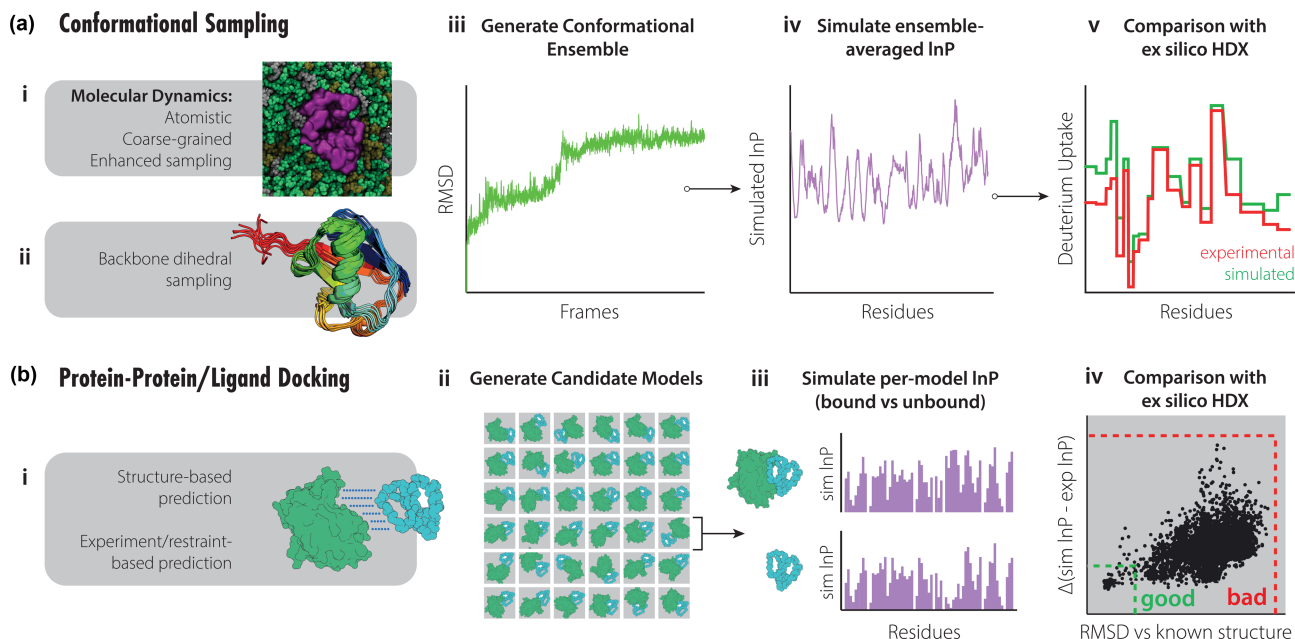 (a) Conformational Sampling
i
Molecular Dynamics:
Atomistic
Coarse-grained
Enhanced sampling
ii
Backbone dihedral
sampling
iii Generate Conformational
Ensemble
RMSD
Frames
iv Simulate ensemble-
averaged lnP
Simulated lnP
Residues
v Comparison with
ex silico HDX
Deuterium Uptake
experimental
simulated
Residues
(b) Protein-Protein/Ligand Docking
i
Structure-based
prediction
Experiment/restraint-
based prediction
ii Generate Candidate Models
iii Simulate per-model lnP
(bound vs unbound)
sim lnP
sim lnP
Residues
iv Comparison with
ex silico HDX
Δ(sim lnP - exp lnP)
good
bad
RMSD vs known structure